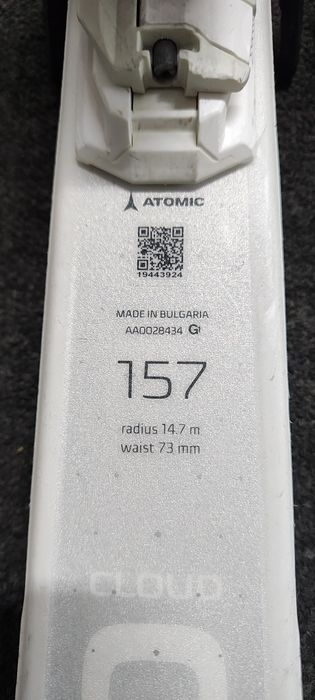 ATOMIC
19443924
MADE IN BULGARIA
AA0028434 G
157
radius 14.7 m
waist 73 mm
CLOUD